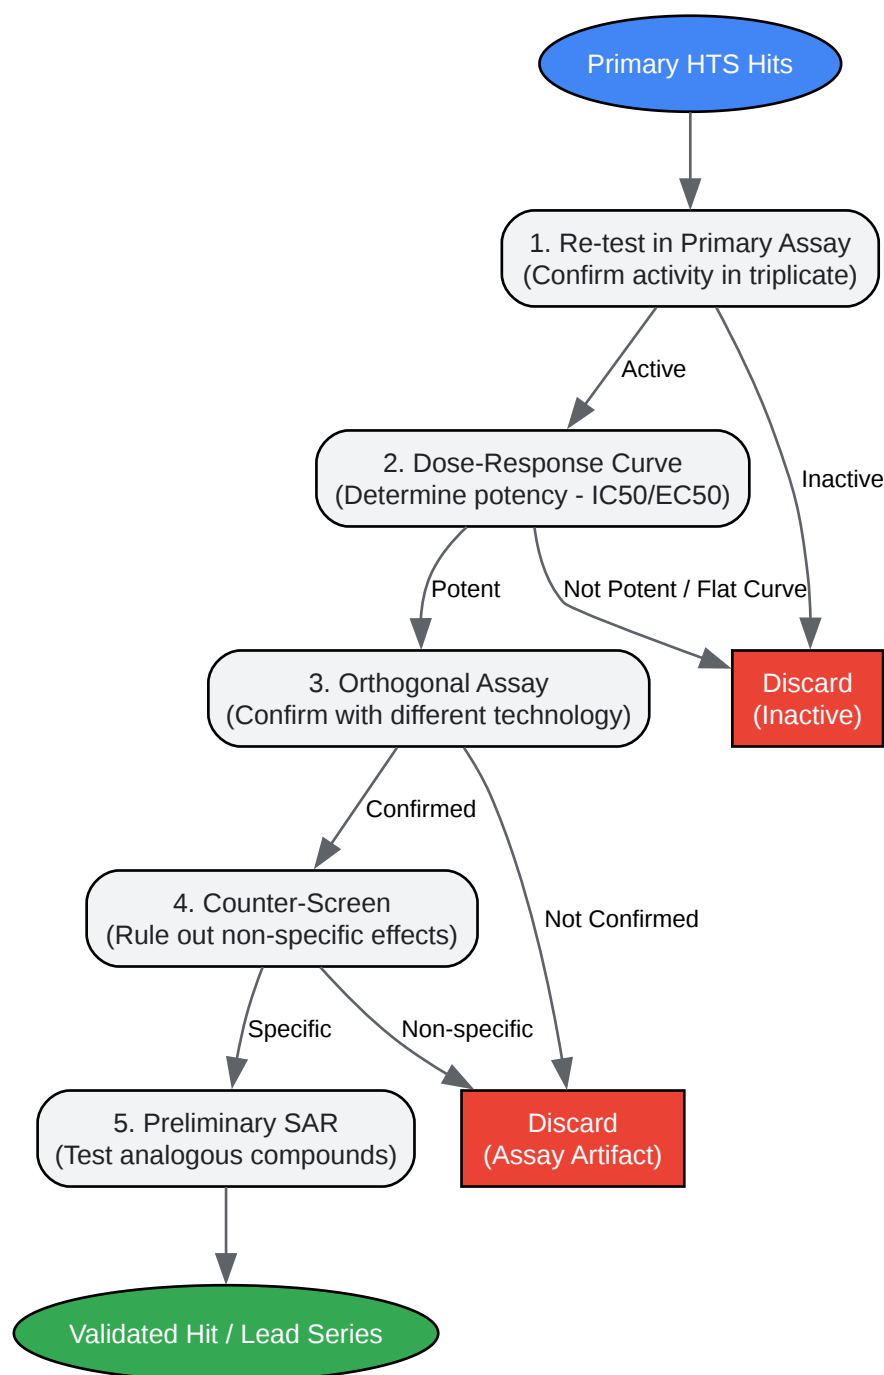 Primary HTS Hits
1. Re-test in Primary Assay
(Confirm activity in triplicate)
Active
Inactive
2. Dose-Response Curve
(Determine potency - IC50/EC50)
Potent
Not Potent / Flat Curve
3. Orthogonal Assay
(Confirm with different technology)
Discard
(Inactive)
Confirmed
Not Confirmed
4. Counter-Screen
(Rule out non-specific effects)
Specific
Non-specific
5. Preliminary SAR
(Test analogous compounds)
Discard
(Assay Artifact)
Validated Hit / Lead Series